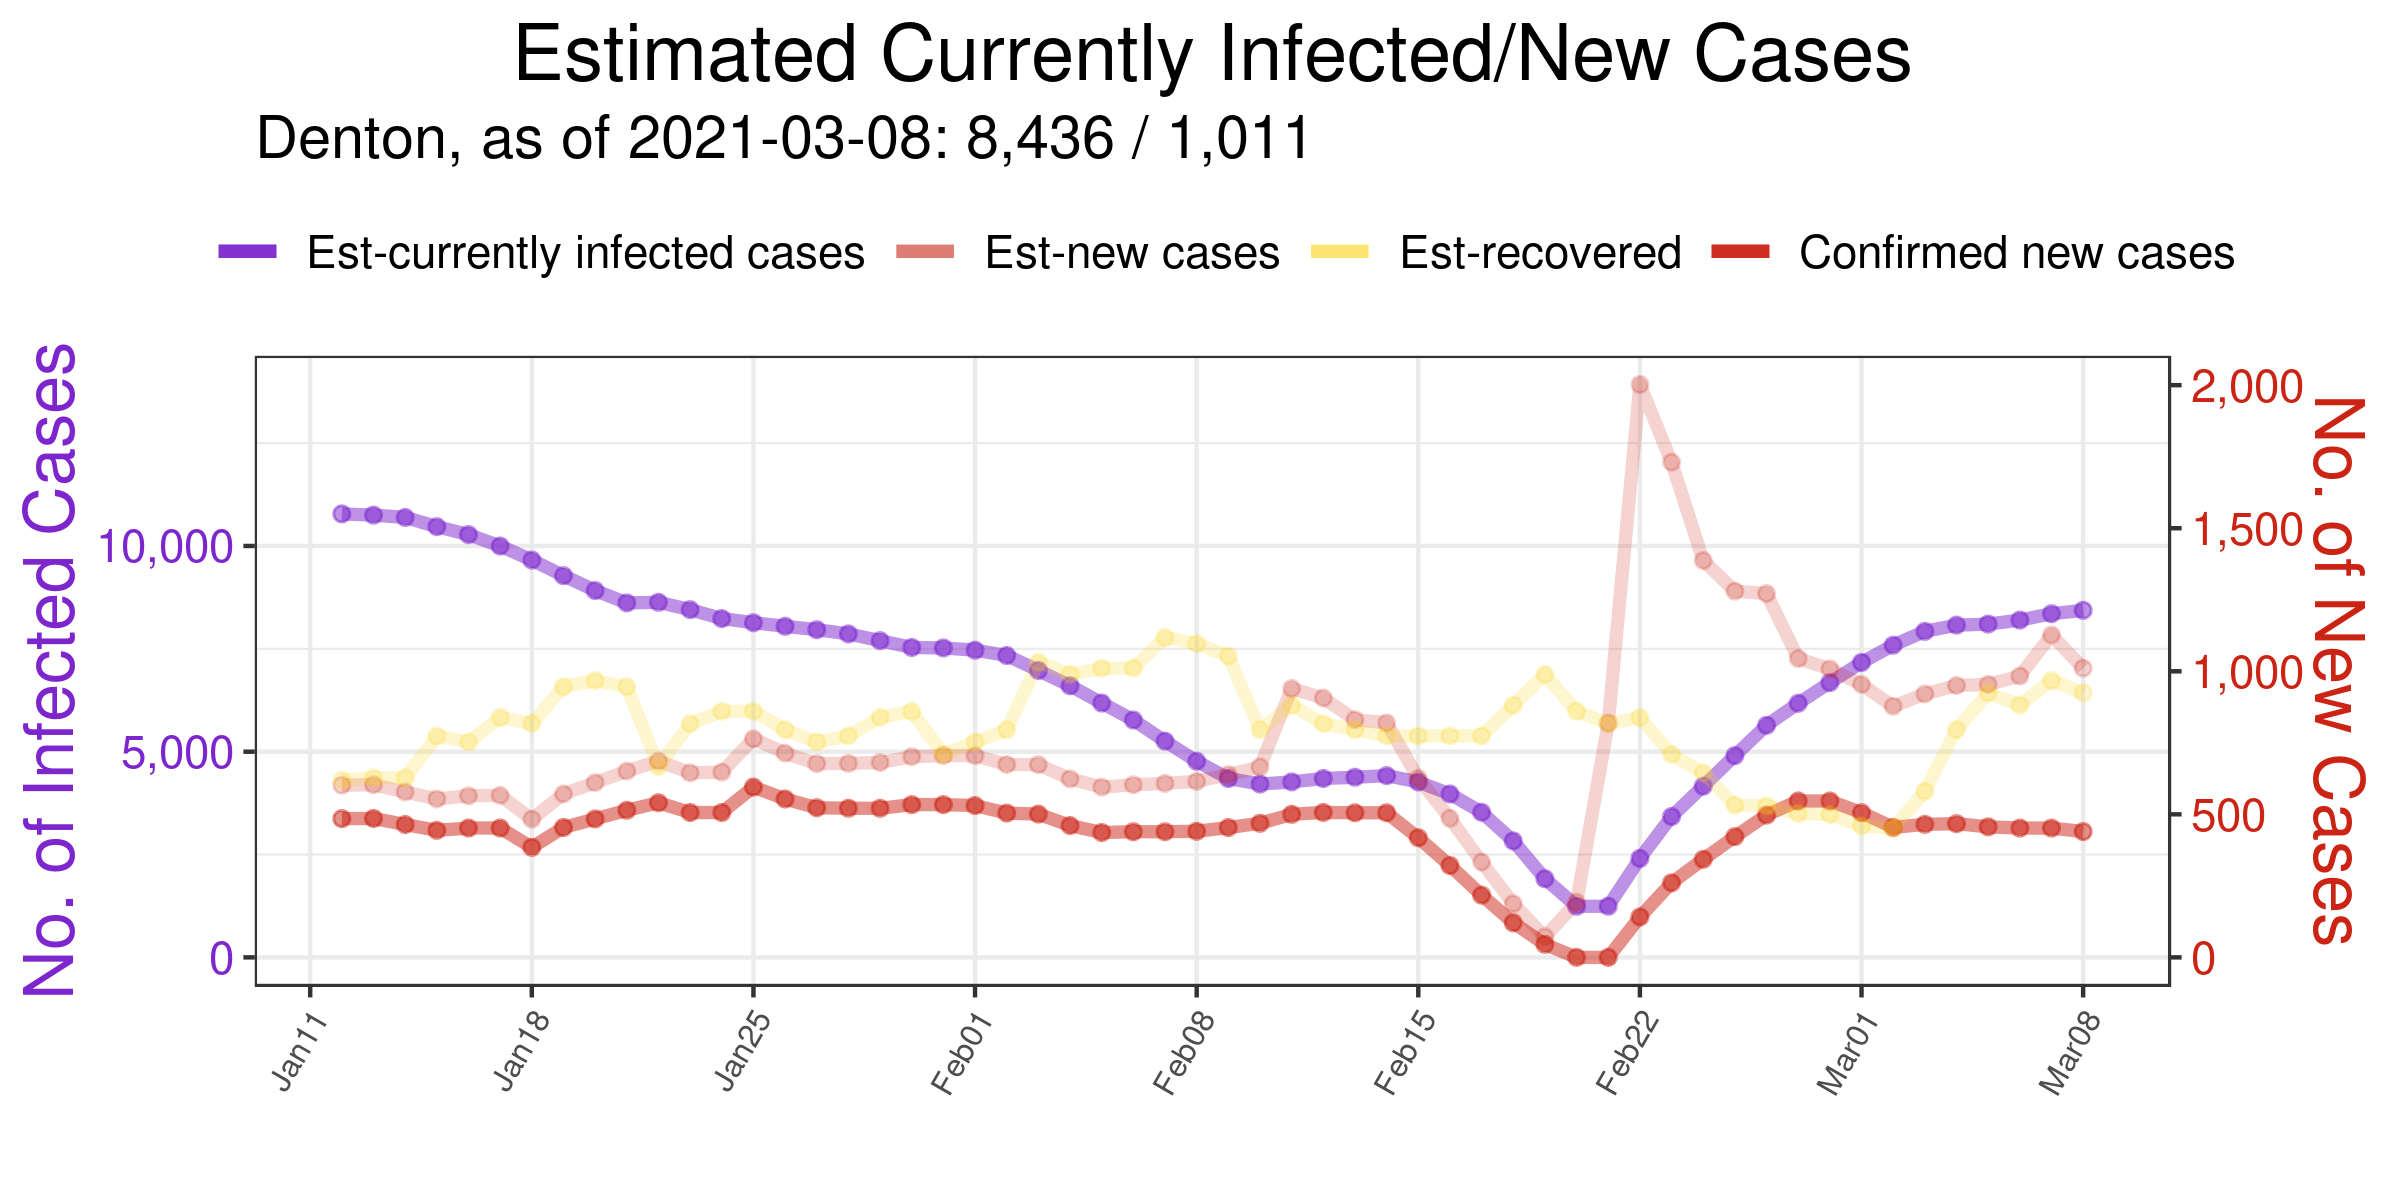 Estimated Currently Infected/New Cases
Denton, as of 2021-03-08: 8,436 / 1,011
Est-currently infected cases Est-new cases Est-recovered Confirmed new cases
No. of Infected Cases
10,000
5,000
0
2,000
1,500
1,000
500
0
No. of New Cases
Jan11 Jan18 Jan25 Feb01 Feb08 Feb15 Feb22 Mar01 Mar08